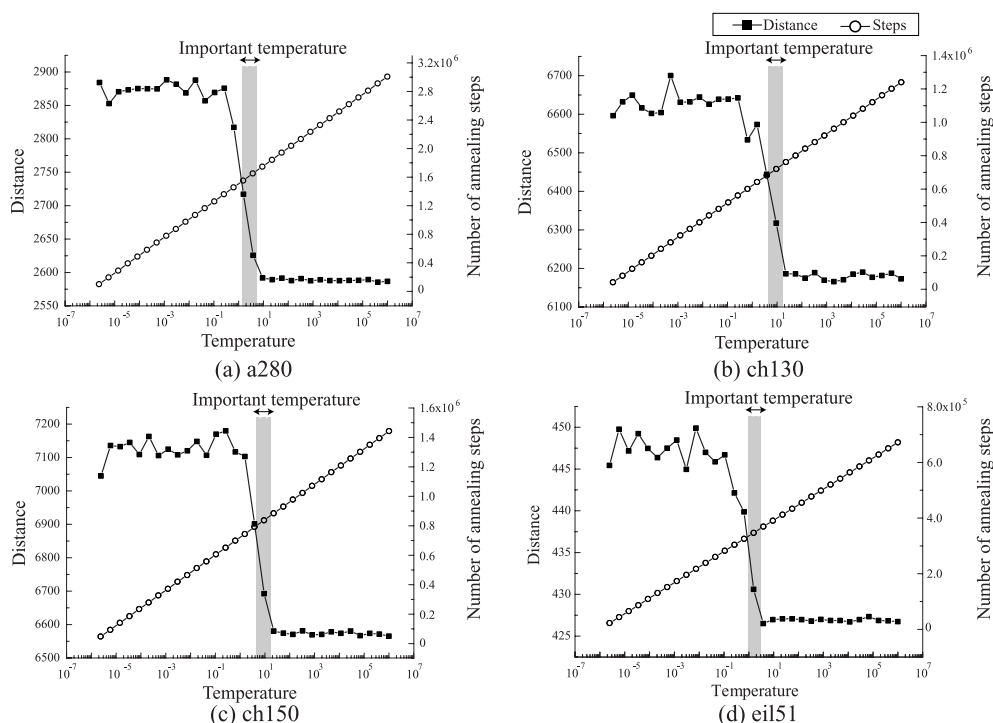 Distance Steps
Important temperature
2900
2850
2800
2750
2700
2650
2600
2550
Distance
3.2x10^6
2.8
2.4
2.0
1.6
1.2
0.8
0.4
0
Number of annealing steps
10^-7 10^-5 10^-3 10^-1 10^1 10^3 10^5 10^7
Temperature
(a) a280
Important temperature
6700
6600
6500
6400
6300
6200
6100
Distance
1.4x10^6
1.2
1.0
0.8
0.6
0.4
0.2
0
Number of annealing steps
10^-7 10^-5 10^-3 10^-1 10^1 10^3 10^5 10^7
Temperature
(b) ch130
Important temperature
7200
7100
7000
6900
6800
6700
6600
6500
Distance
1.6x10^6
1.4
1.2
1.0
0.8
0.6
0.4
0.2
0
Number of annealing steps
10^-7 10^-5 10^-3 10^-1 10^1 10^3 10^5 10^7
Temperature
(c) ch150
Important temperature
450
445
440
435
430
425
Distance
8.0x10^5
6.0
4.0
2.0
0
Number of annealing steps
10^-7 10^-5 10^-3 10^-1 10^1 10^3 10^5 10^7
Temperature
(d) eil51